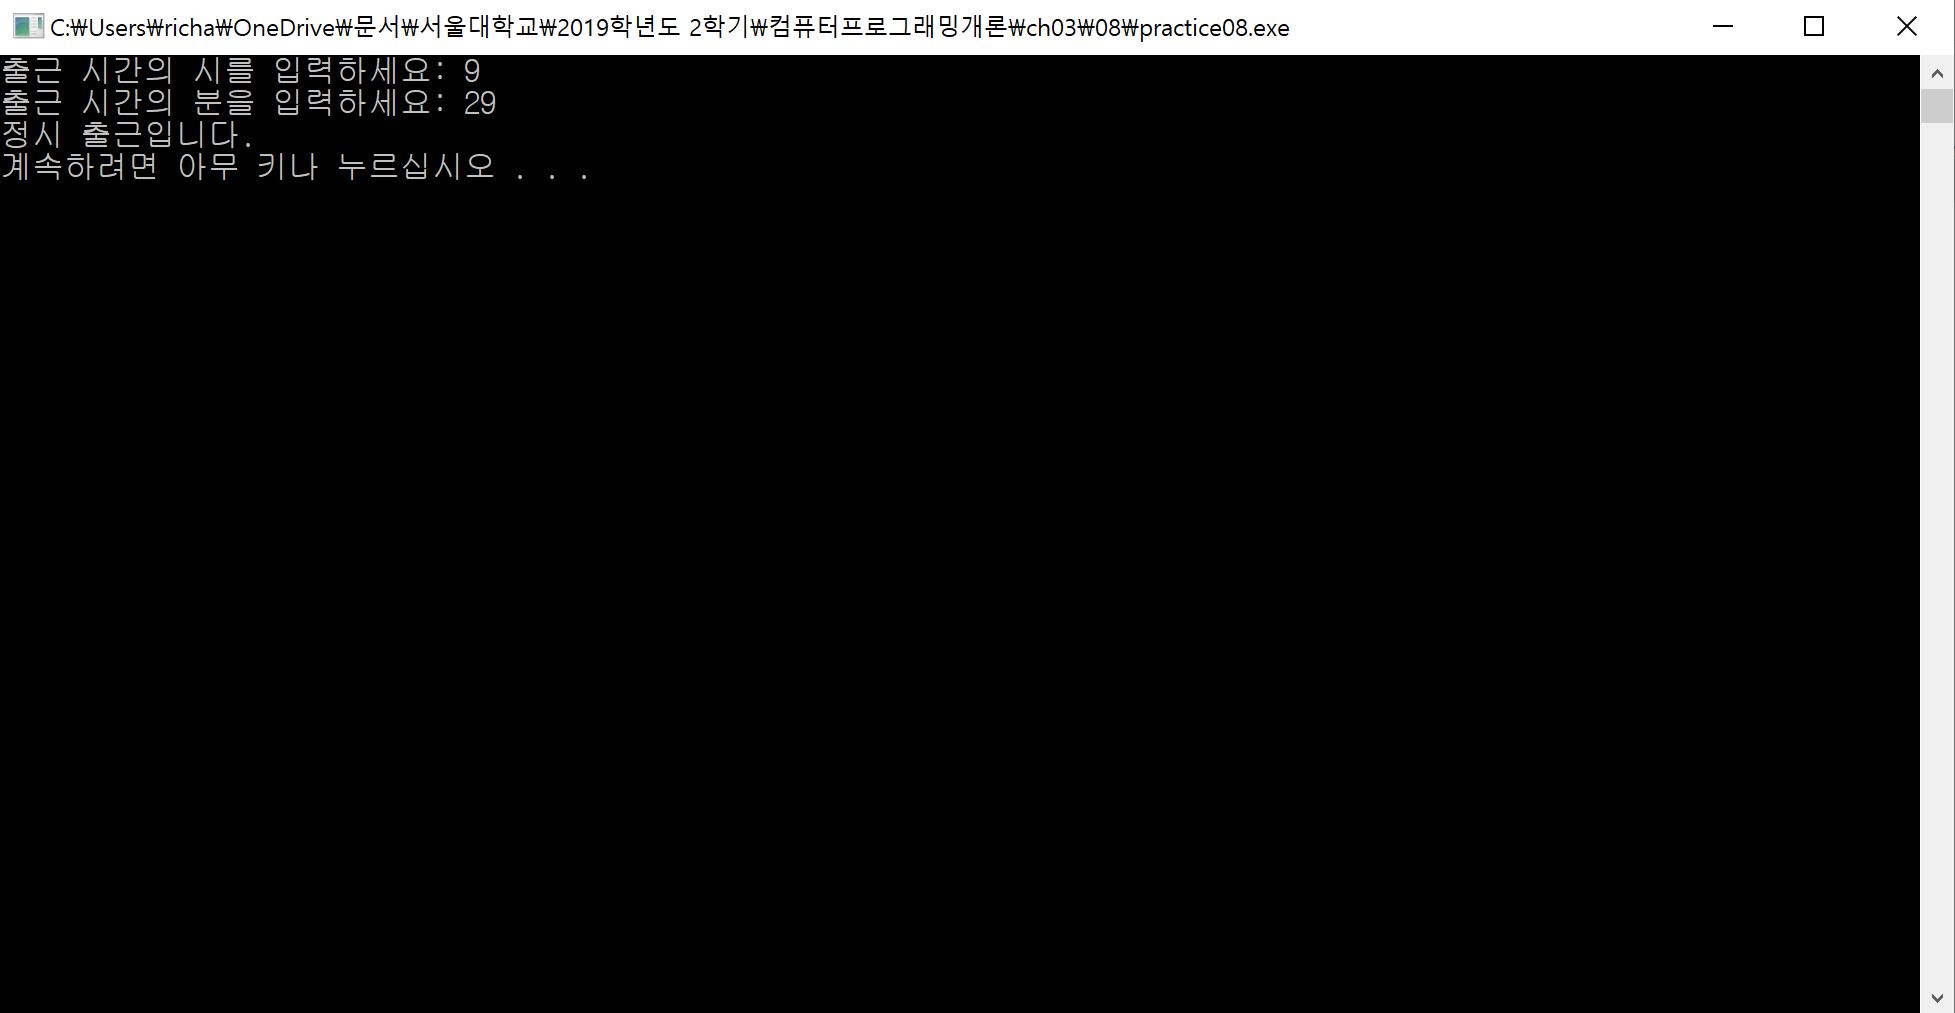 C:₩Users₩richa₩OneDrive₩문서₩서울대학교₩2019학년도 2학기₩컴퓨터프로그래밍개론₩ch03₩08₩practice08.exe
출근 시간의 시를 입력하세요: 9
출근 시간의 분을 입력하세요: 29
정시 출근입니다.
계속하려면 아무 키나 누르십시오 . . .